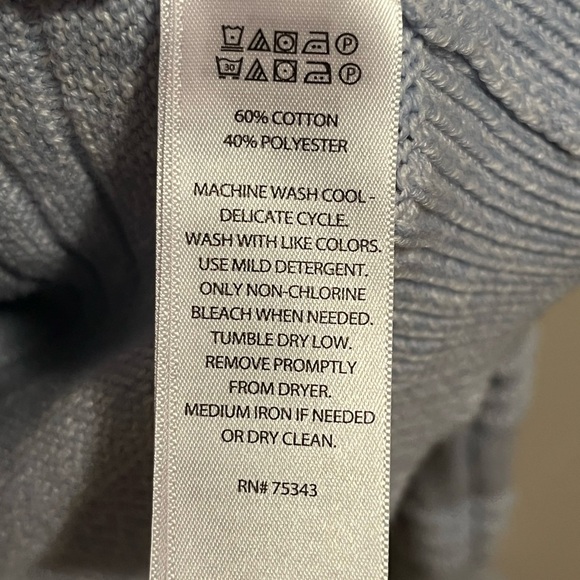 P
30 P
60% COTTON
40% POLYESTER
MACHINE WASH COOL -
DELICATE CYCLE.
WASH WITH LIKE COLORS.
USE MILD DETERGENT.
ONLY NON-CHLORINE
BLEACH WHEN NEEDED.
TUMBLE DRY LOW.
REMOVE PROMPTLY
FROM DRYER.
MEDIUM IRON IF NEEDED
OR DRY CLEAN.
RN# 75343